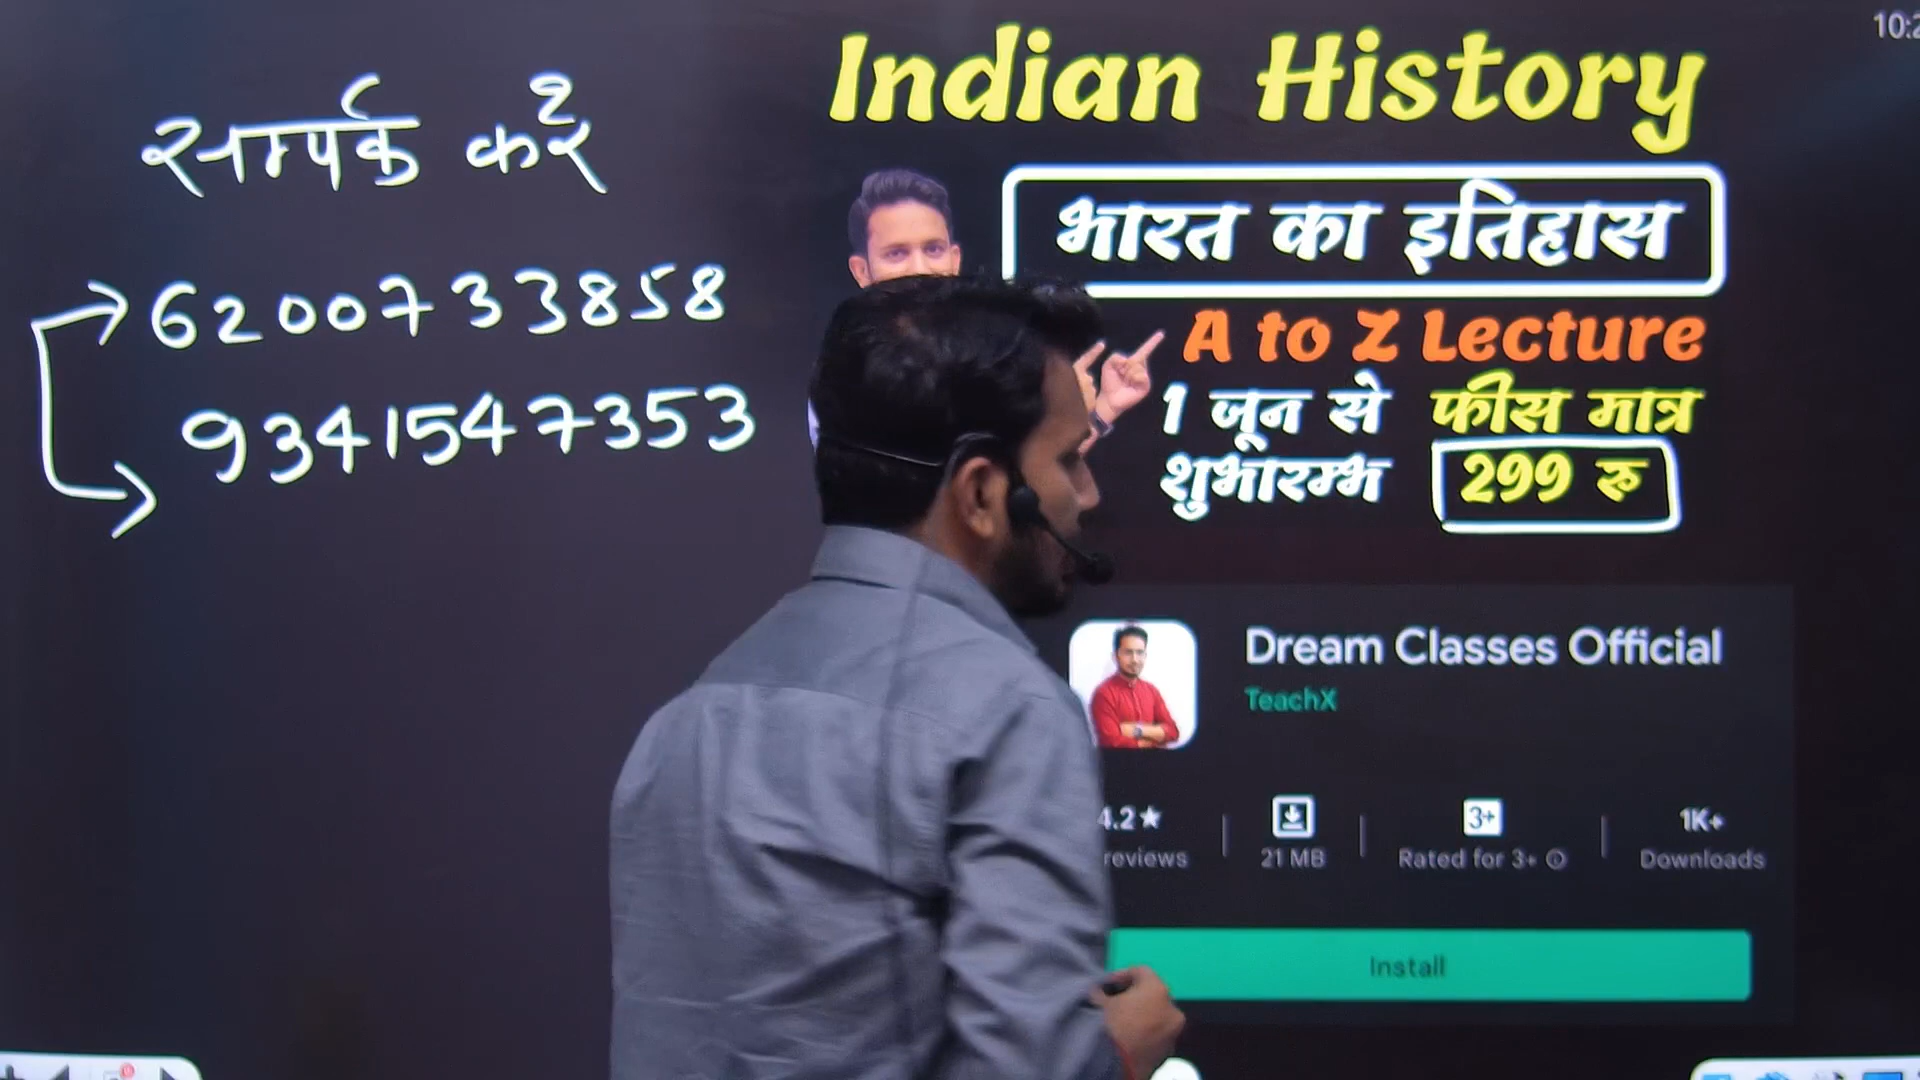 सम्पर्क करे
6200733858
9341547353
10:2
Indian History
भारत का इतिहास
A to Z Lecture
1 जून से फीस मात्र
शुभारम्भ 299 रु
Dream Classes Official
TeachX
4.2★ 3+ 1K+
reviews 21 MB Rated for 3+ Downloads
Install